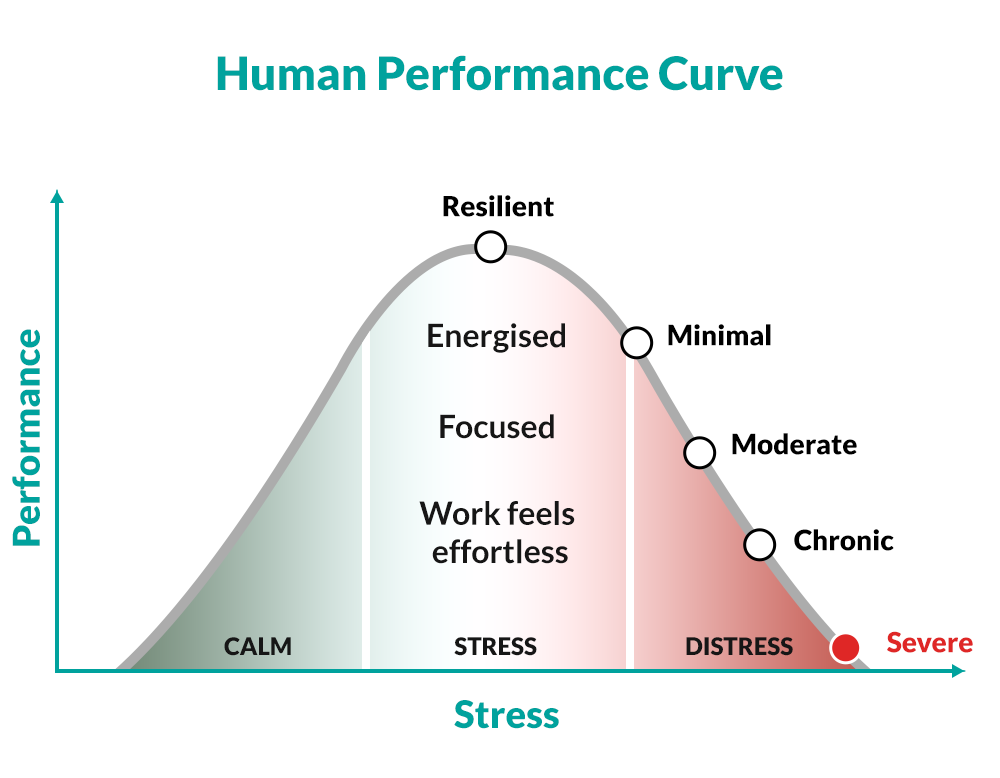 Human Performance Curve
Resilient
Energised
Minimal
Focused
Moderate
Work feels
effortless
Chronic
CALM
STRESS
DISTRESS
Severe
Performance
Stress